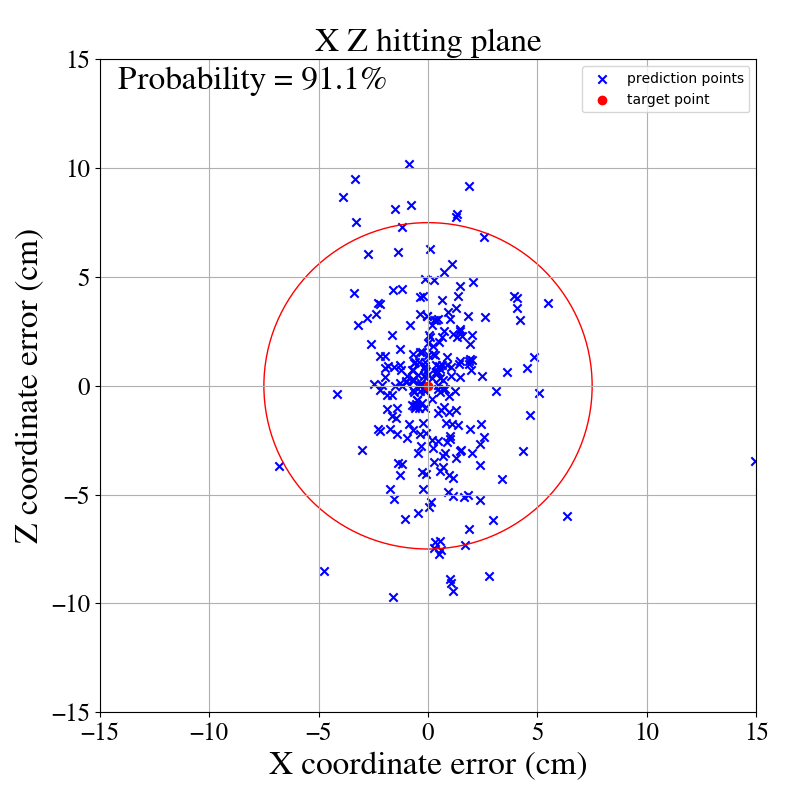 X Z hitting plane
Probability = 91.1%
prediction points
target point
15
10
5
0
−5
−10
−15
Z coordinate error (cm)
−15 −10 −5 0 5 10 15
X coordinate error (cm)